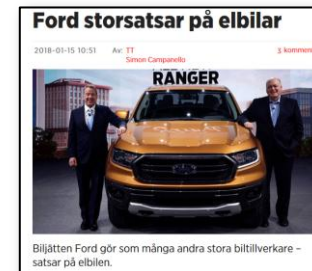 Ford storsatsar på elbilar
2018-01-15 10:51 Av: TT 3 kommen
Simon Campanello
RANGER
Biljätten Ford gör som många andra stora biltillverkare –
satsar på elbilen.